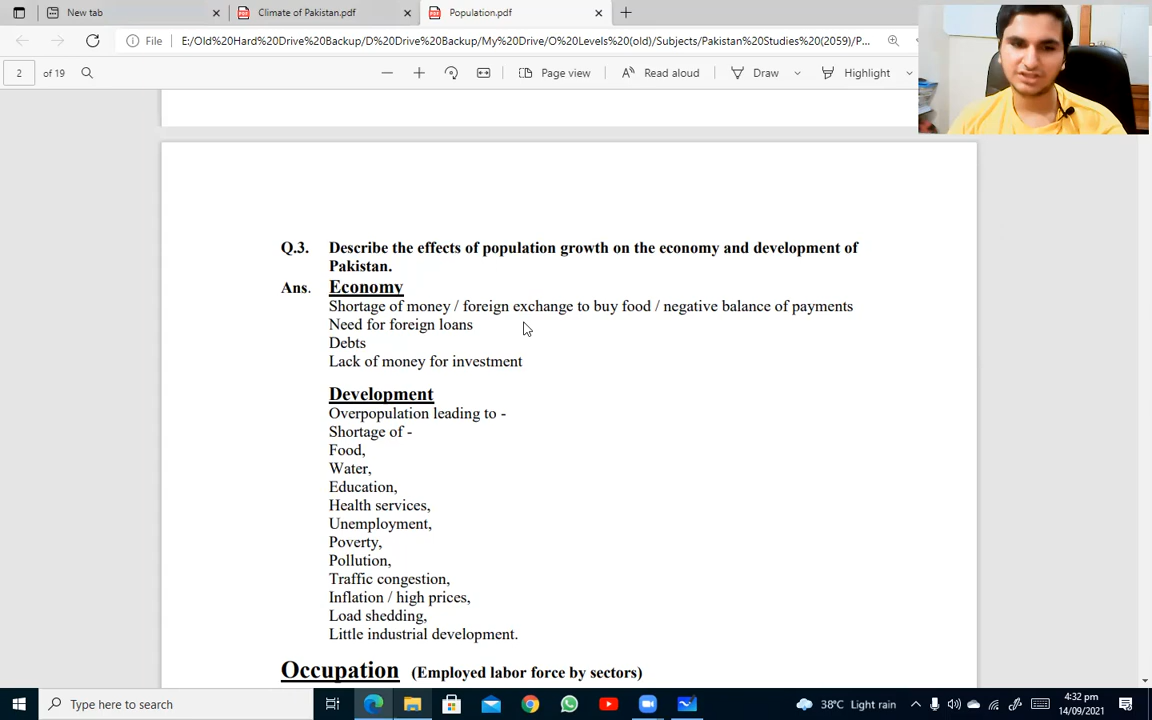 New tab
Climate of Pakistan.pdf
Population.pdf
File
E:/Old%20Hard%20Drive%20Backup/D%20Drive%20Backup/My%20Drive/O%20Levels%20(old)/Subjects/Pakistan%20Studies%20(2059)/P...
2 of 19
Page view
Read aloud
Draw
Highlight
Q.3. Describe the effects of population growth on the economy and development of
Pakistan.
Ans. Economy
Shortage of money / foreign exchange to buy food / negative balance of payments
Need for foreign loans
Debts
Lack of money for investment
Development
Overpopulation leading to -
Shortage of -
Food,
Water,
Education,
Health services,
Unemployment,
Poverty,
Pollution,
Traffic congestion,
Inflation / high prices,
Load shedding,
Little industrial development.
Occupation (Employed labor force by sectors)
Type here to search
38°C Light rain
4:32 pm
14/09/2021